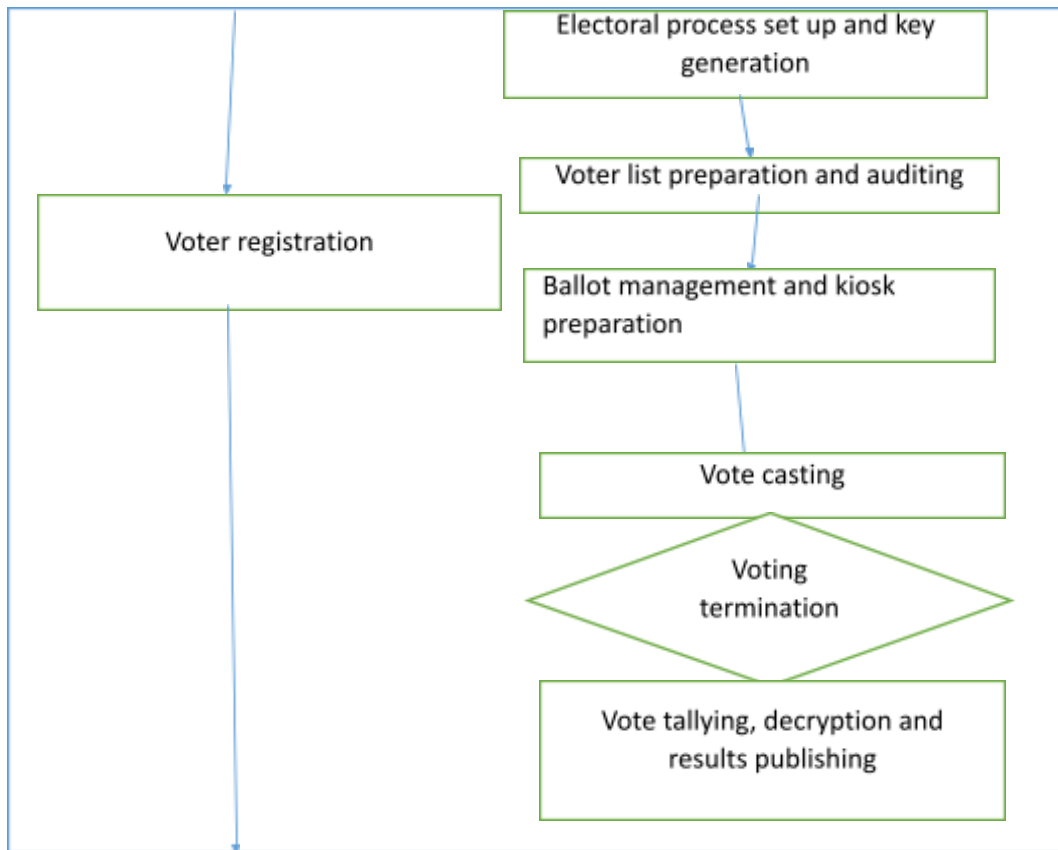 Electoral process set up and key
generation
Voter list preparation and auditing
Voter registration
Ballot management and kiosk
preparation
Vote casting
Voting
termination
Vote tallying, decryption and
results publishing